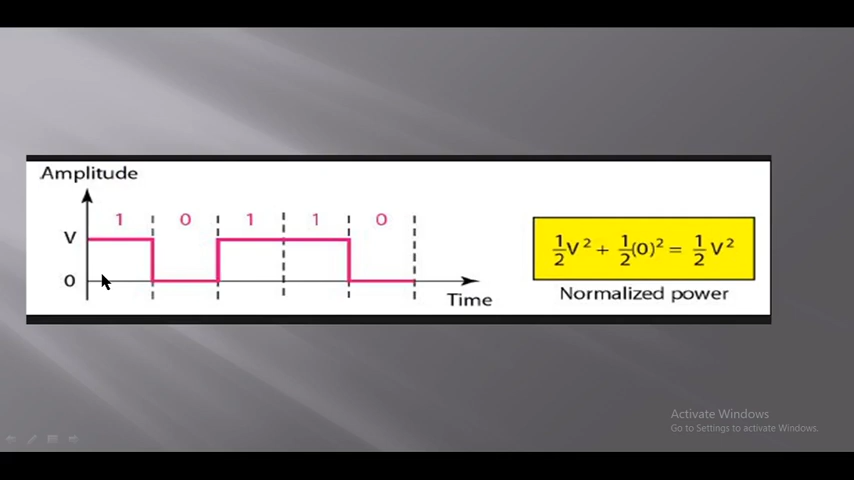 Amplitude
1 0 1 1 0
V
0
Time
1/2 V² + 1/2 (0)² = 1/2 V²
Normalized power
Activate Windows
Go to Settings to activate Windows.